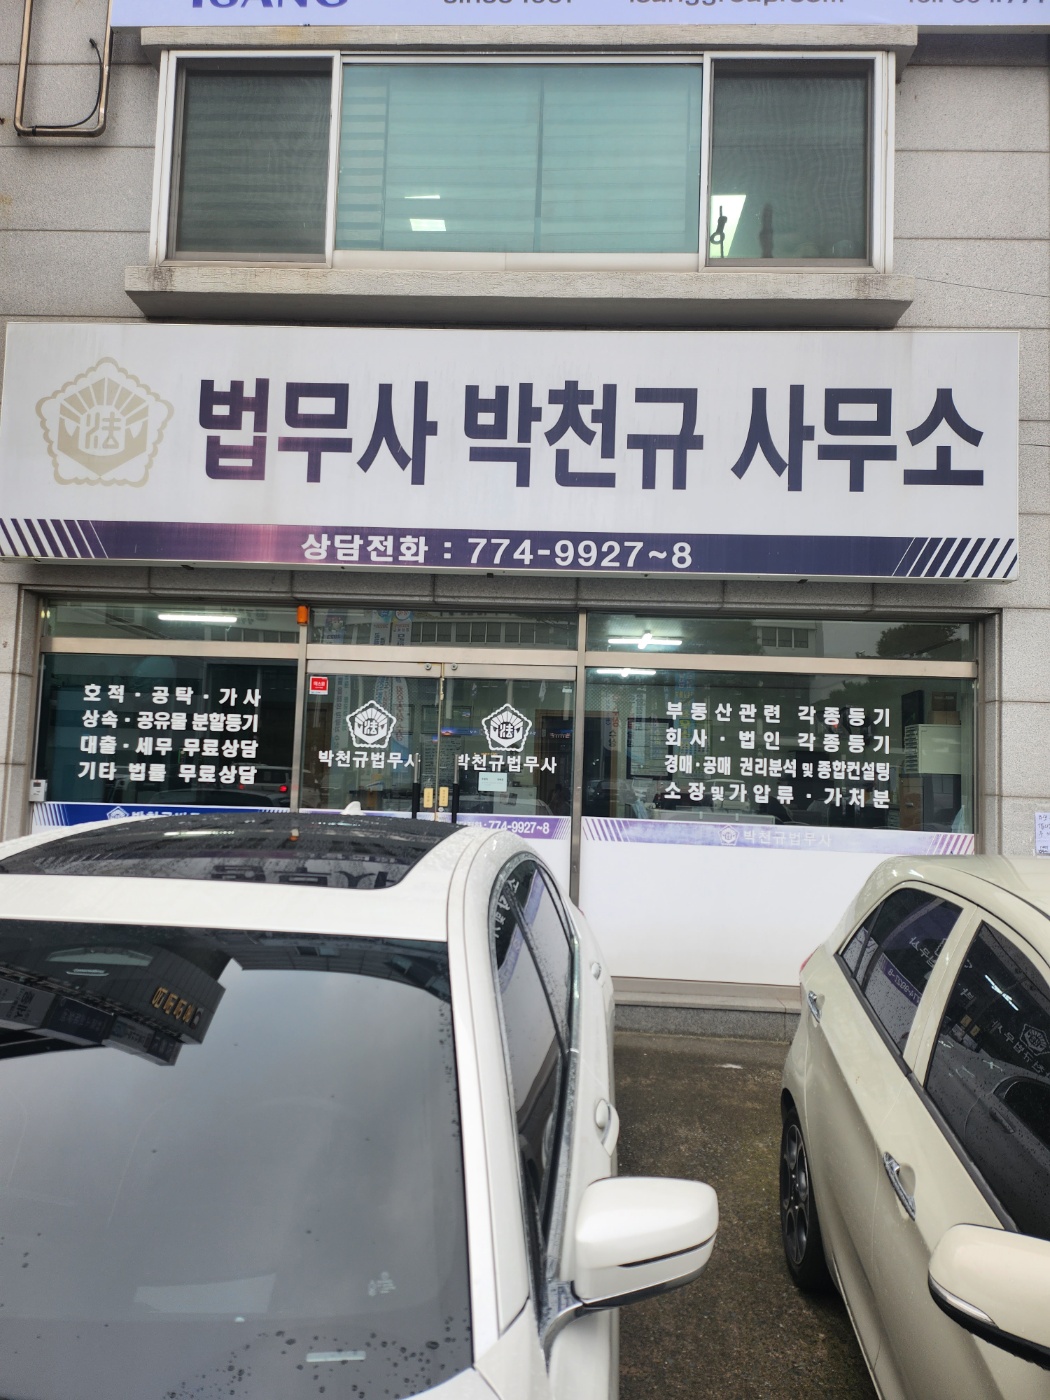 법무사 박천규 사무소
상담전화 : 774-9927~8
호적 · 공탁 · 가사
상속 · 공유물 분할등기
대출 · 세무 무료상담
기타 법률 무료상담
박천규법무사
박천규법무사
부동산관련 각종등기
회사 · 법인 각종등기
경매 · 공매 권리분석 및 종합컨설팅
소장 및 가압류 · 가처분
774-9927~8
박천규법무사